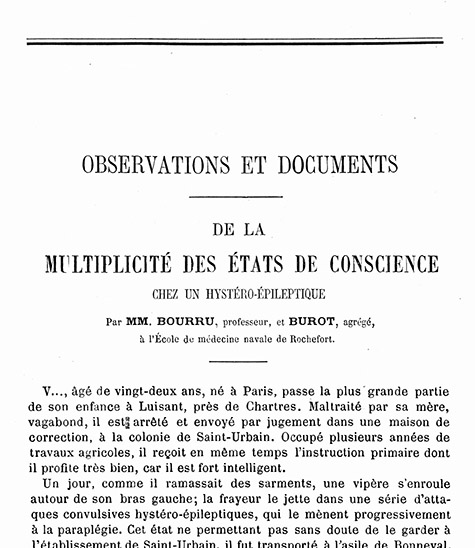 OBSERVATIONS ET DOCUMENTS
DE LA
MULTIPLICITÉ DES ÉTATS DE CONSCIENCE
CHEZ UN HYSTÉRO-ÉPILEPTIQUE
Par MM. BOURRU, professeur, et BUROT, agrégé,
à l'École de médecine navale de Rochefort.
V..., âgé de vingt-deux ans, né à Paris, passe la plus grande partie
de son enfance à Luisant, près de Chartres. Maltraité par sa mère,
vagabond, il est arrêté et envoyé par jugement dans une maison de
correction, à la colonie de Saint-Urbain. Occupé plusieurs années de
travaux agricoles, il reçoit en même temps l'instruction primaire dont
il profite très bien, car il est fort intelligent.
Un jour, comme il ramassait des sarments, une vipère s'enroule
autour de son bras gauche; la frayeur le jette dans une série d'atta-
ques convulsives hystéro-épileptiques, qui le mènent progressivement
à la paraplégie. Cet état ne permettant pas sans doute de le garder à
l'établissement de Saint-Urbain, il fut transporté à l'asile de Bonneval,